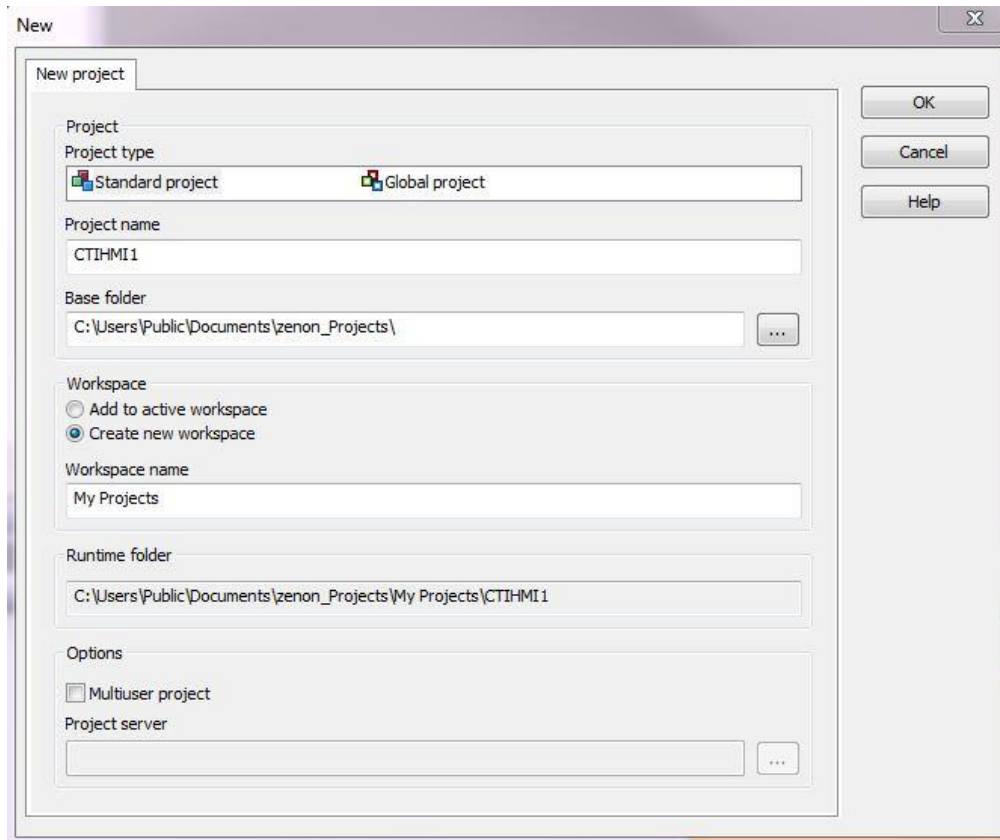 New
New project
OK
Cancel
Help
Project
Project type
Standard project Global project
Project name
CTIHMI1
Base folder
C:\Users\Public\Documents\zenon_Projects\
...
Workspace
Add to active workspace
Create new workspace
Workspace name
My Projects
Runtime folder
C:\Users\Public\Documents\zenon_Projects\My Projects\CTIHMI1
Options
Multiuser project
Project server
...